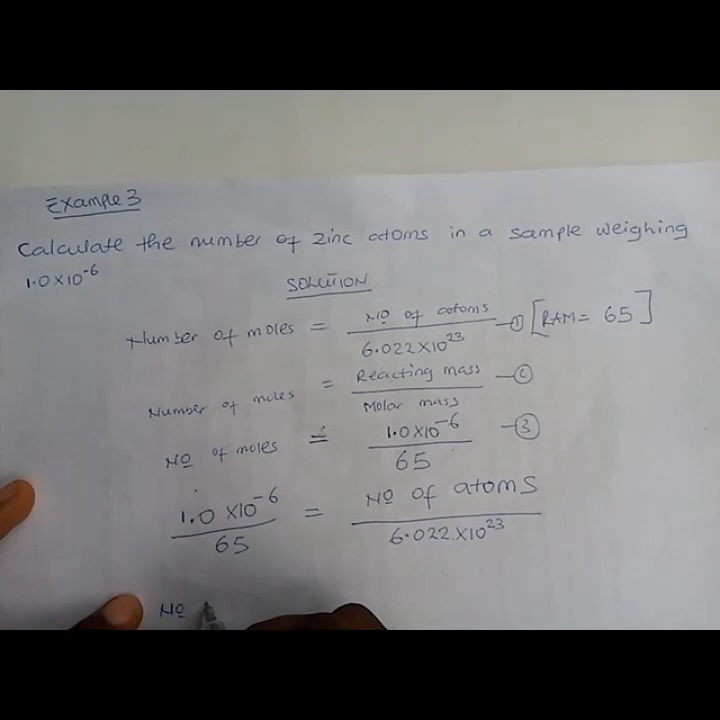 Example 3
Calculate the number of zinc atoms in a sample weighing
1.0×10⁻⁶
SOLUTION
Number of moles = No of atoms / 6.022×10²³ —① [RAM= 65]
Number of moles = Reacting mass / Molar mass —②
No of moles = 1.0×10⁻⁶ / 65 —③
1.0×10⁻⁶ / 65 = No of atoms / 6.022×10²³
No